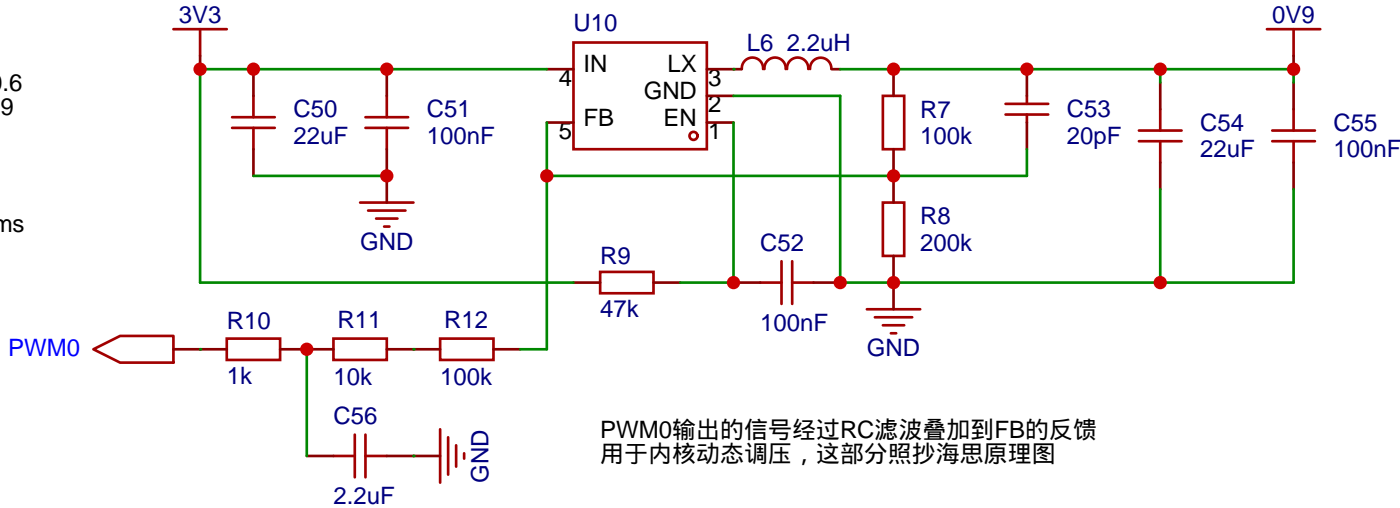 3V3
U10
L6 2.2uH
0V9
0.6
9
IN
LX
4
3
GND
2
FB
EN
5
1
C50
22uF
C51
100nF
R7
100k
C53
20pF
C54
22uF
C55
100nF
ms
GND
R8
200k
R9
47k
C52
100nF
GND
PWM0
R10
1k
R11
10k
R12
100k
C56
2.2uF
GND
PWM0输出的信号经过RC滤波叠加到FB的反馈
用于内核动态调压，这部分照抄海思原理图